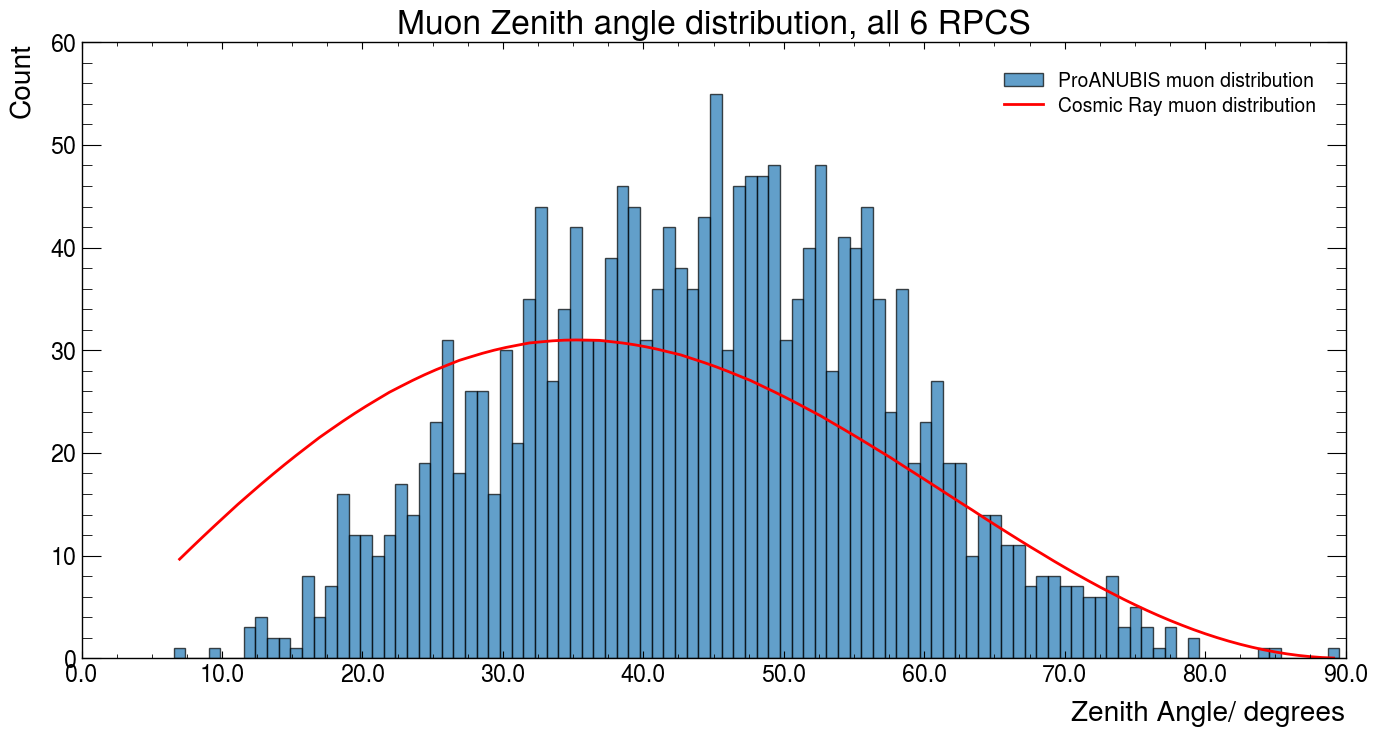 Muon Zenith angle distribution, all 6 RPCS
Count
60
50
40
30
20
10
0
ProANUBIS muon distribution
Cosmic Ray muon distribution
0.0 10.0 20.0 30.0 40.0 50.0 60.0 70.0 80.0 90.0
Zenith Angle/ degrees